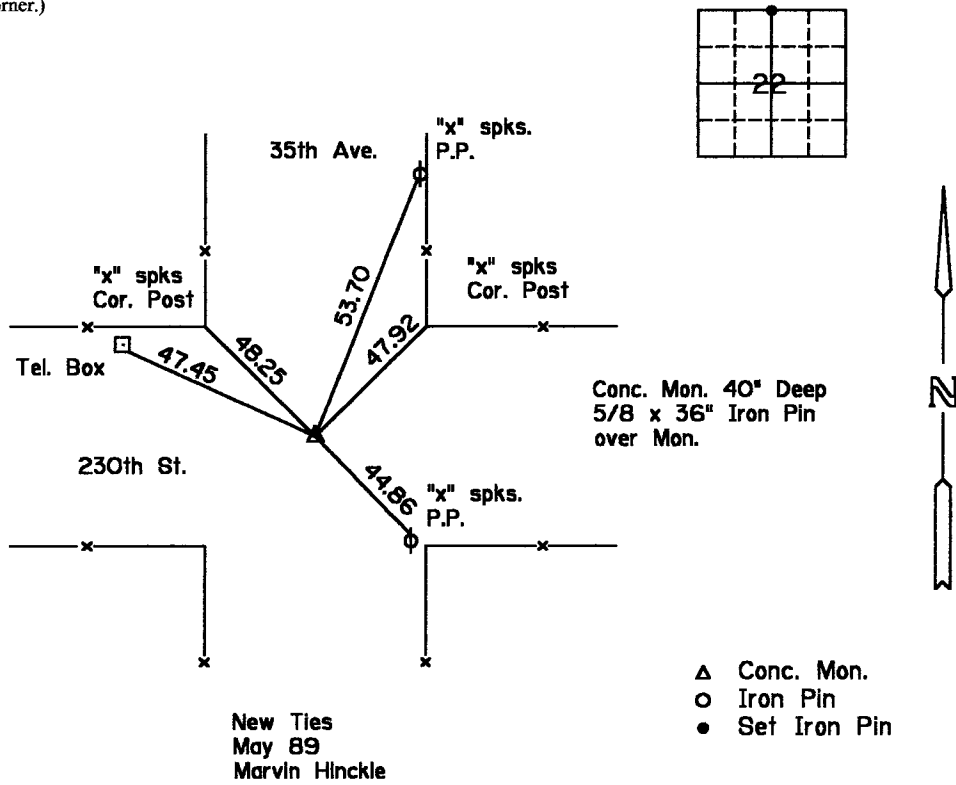 orner.)
22
"x" spks.
P.P.
35th Ave.
"x" spks
Cor. Post
"x" spks
Cor. Post
53.70
47.92
48.25
47.45
Tel. Box
Conc. Mon. 40" Deep
5/8 x 36" Iron Pin
over Mon.
N
230th St.
44.86
"x" spks.
P.P.
Conc. Mon.
Iron Pin
Set Iron Pin
New Ties
May 89
Marvin Hinckle